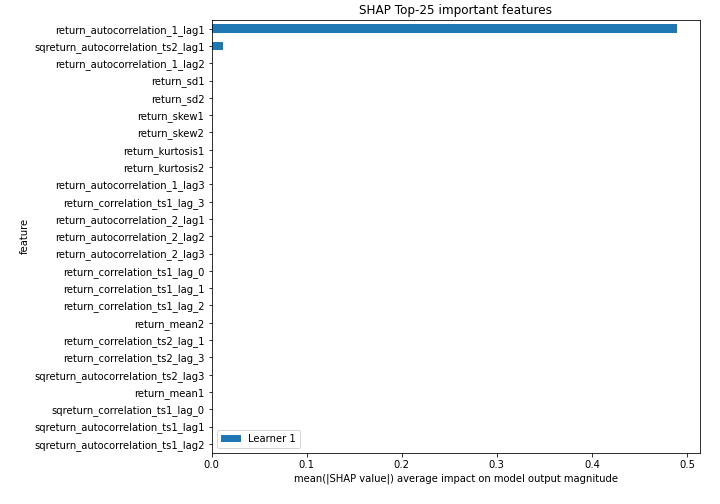 SHAP Top-25 important features
return_autocorrelation_1_lag1
sqreturn_autocorrelation_ts2_lag1
return_autocorrelation_1_lag2
return_sd1
return_sd2
return_skew1
return_skew2
return_kurtosis1
return_kurtosis2
return_autocorrelation_1_lag3
return_correlation_ts1_lag_3
return_autocorrelation_2_lag1
return_autocorrelation_2_lag2
return_autocorrelation_2_lag3
return_correlation_ts1_lag_0
return_correlation_ts1_lag_1
return_correlation_ts1_lag_2
return_mean2
return_correlation_ts2_lag_1
return_correlation_ts2_lag_3
sqreturn_autocorrelation_ts2_lag3
return_mean1
sqreturn_correlation_ts1_lag_0
sqreturn_autocorrelation_ts1_lag1
sqreturn_autocorrelation_ts1_lag2
feature
Learner 1
0.0 0.1 0.2 0.3 0.4 0.5
mean(|SHAP value|) average impact on model output magnitude